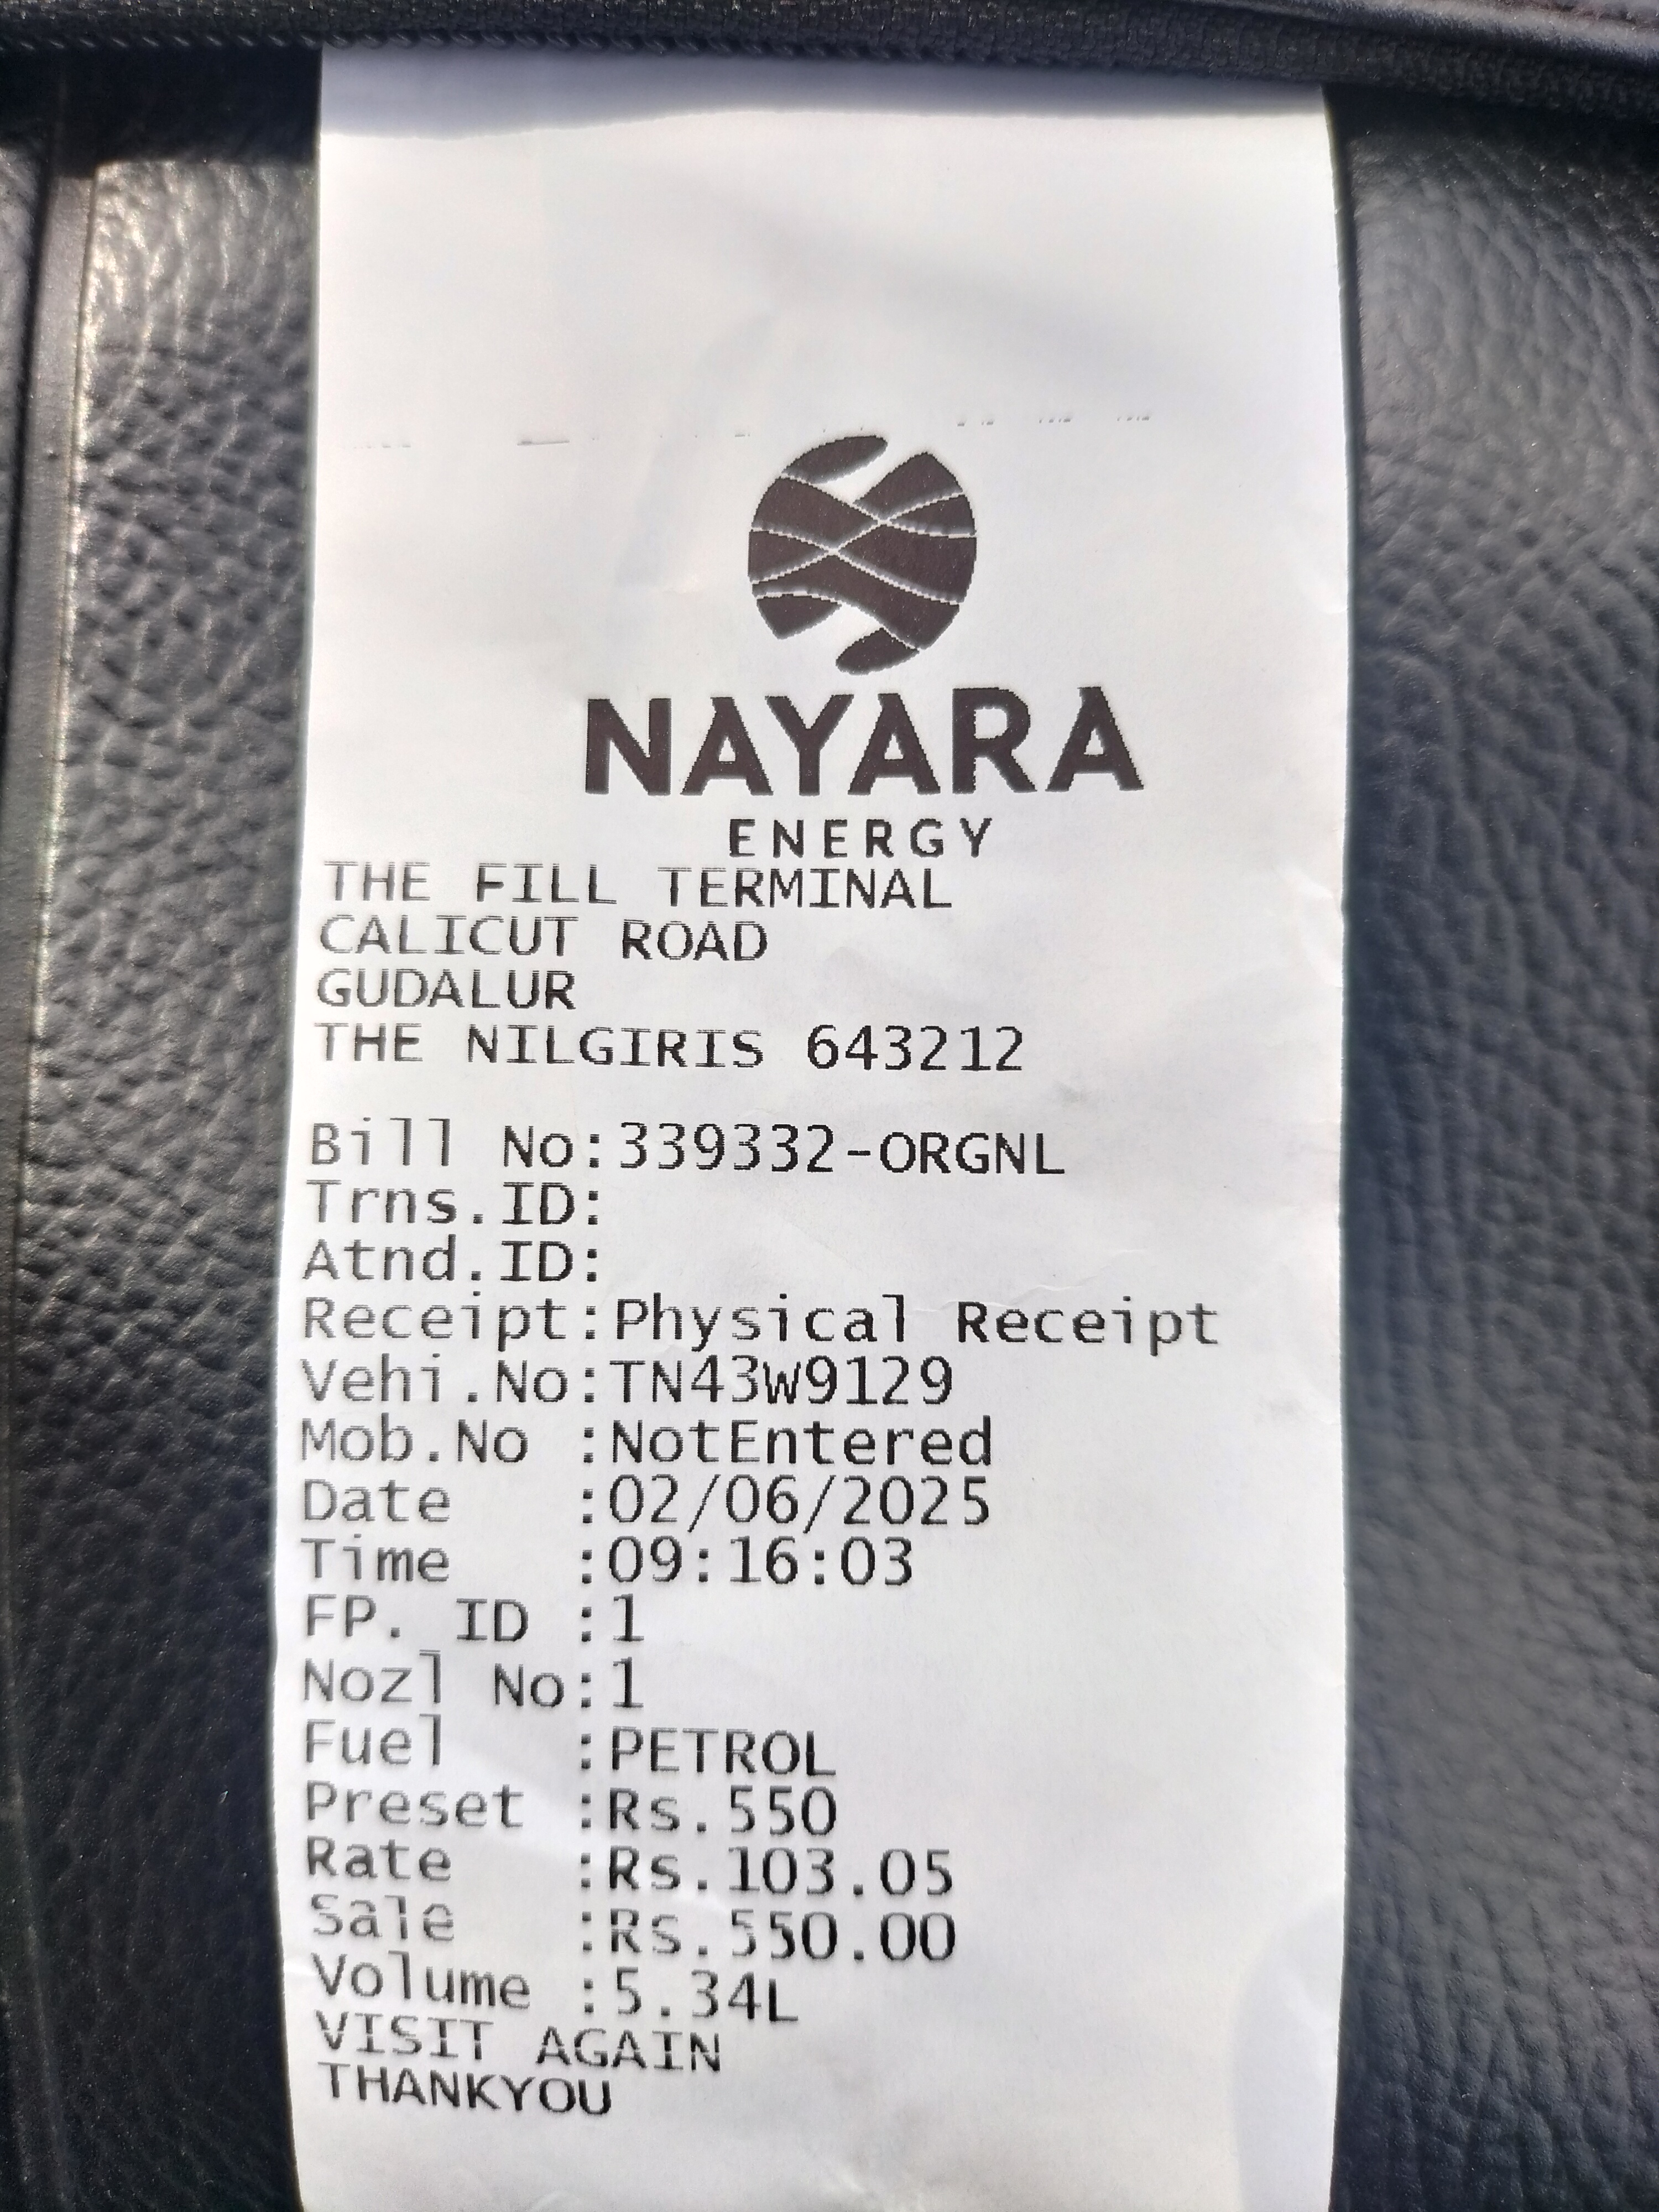 NAYARA
ENERGY
THE FILL TERMINAL
CALICUT ROAD
GUDALUR
THE NILGIRIS 643212
Bill No:339332-ORGNL
Trns.ID:
Atnd.ID:
Receipt:Physical Receipt
Vehi.No:TN43W9129
Mob.No :NotEntered
Date :02/06/2025
Time :09:16:03
FP. ID :1
Nozl No:1
Fuel :PETROL
Preset :Rs.550
Rate :Rs.103.05
Sale :Rs.550.00
Volume :5.34L
VISIT AGAIN
THANKYOU